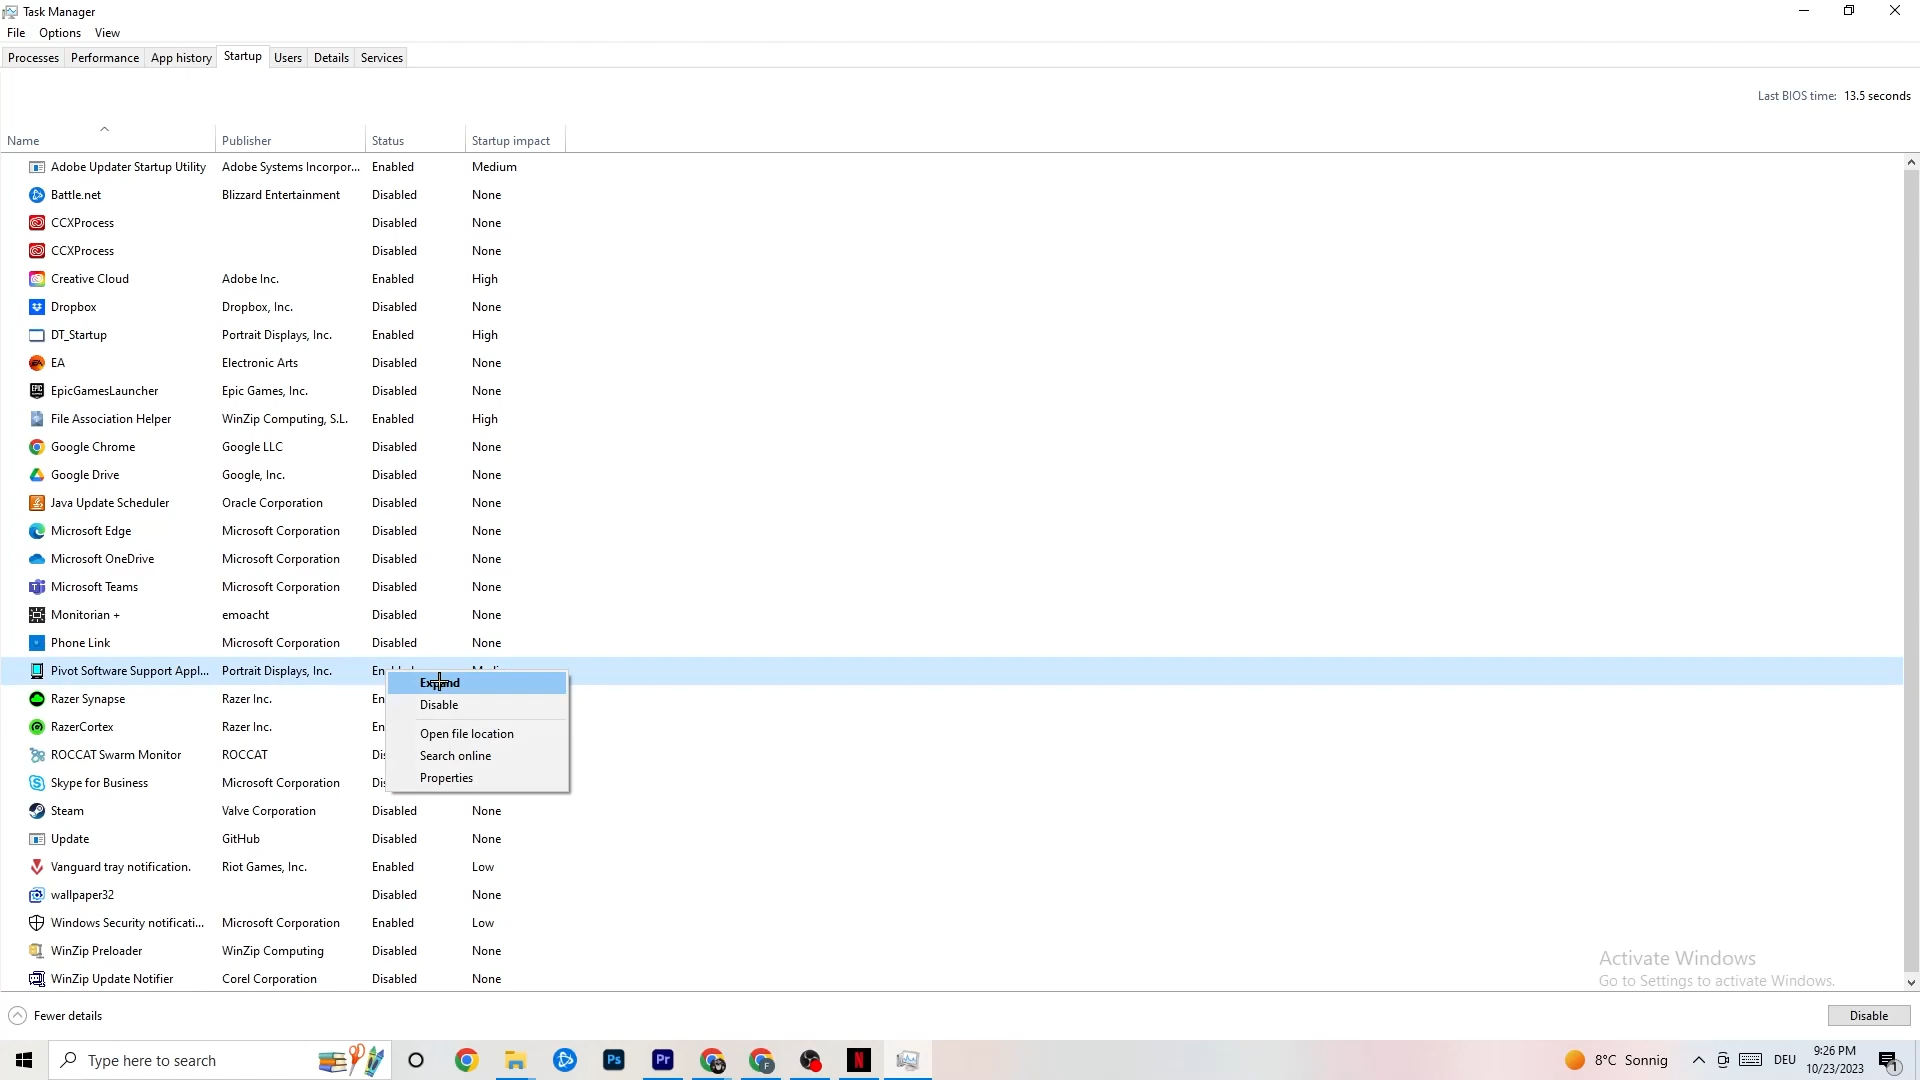 Task Manager
File Options View
Processes Performance App history Startup Users Details Services
Last BIOS time: 13.5 seconds
Name Publisher Status Startup impact
Adobe Updater Startup Utility Adobe Systems Incorpor... Enabled Medium
Battle.net Blizzard Entertainment Disabled None
CCXProcess Disabled None
CCXProcess Disabled None
Creative Cloud Adobe Inc. Enabled High
Dropbox Dropbox, Inc. Disabled None
DT_Startup Portrait Displays, Inc. Enabled High
EA Electronic Arts Disabled None
EpicGamesLauncher Epic Games, Inc. Disabled None
File Association Helper WinZip Computing, S.L. Enabled High
Google Chrome Google LLC Disabled None
Google Drive Google, Inc. Disabled None
Java Update Scheduler Oracle Corporation Disabled None
Microsoft Edge Microsoft Corporation Disabled None
Microsoft OneDrive Microsoft Corporation Disabled None
Microsoft Teams Microsoft Corporation Disabled None
Monitorian + emoacht Disabled None
Phone Link Microsoft Corporation Disabled None
Pivot Software Support Appl... Portrait Displays, Inc.
Expand
Razer Synapse Razer Inc. En
Disable
RazerCortex Razer Inc. En
Open file location
ROCCAT Swarm Monitor ROCCAT Dis
Search online
Properties
Skype for Business Microsoft Corporation Dis
Steam Valve Corporation Disabled None
Update GitHub Disabled None
Vanguard tray notification. Riot Games, Inc. Enabled Low
wallpaper32 Disabled None
Windows Security notificati... Microsoft Corporation Enabled Low
WinZip Preloader WinZip Computing Disabled None
WinZip Update Notifier Corel Corporation Disabled None
Activate Windows
Go to Settings to activate Windows.
Fewer details Disable
Type here to search Ps Pr F N 8°C Sonnig DEU 9:26 PM
10/23/2023 1